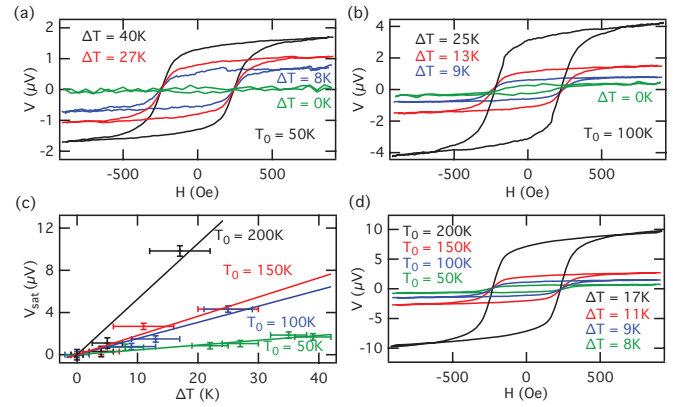 (a)
2
1
0
-1
-2
V (µV)
ΔT = 40K
ΔT = 27K
ΔT = 8K
ΔT = 0K
T0 = 50K
-500
0
500
H (Oe)
(b)
4
2
0
-2
-4
V (µV)
ΔT = 25K
ΔT = 13K
ΔT = 9K
ΔT = 0K
T0 = 100K
-500
0
500
H (Oe)
(c)
12
8
4
0
Vsat (µV)
T0 = 200K
T0 = 150K
T0 = 100K
T0 = 50K
0
10
20
30
40
ΔT (K)
(d)
10
5
0
-5
-10
V (µV)
T0 = 200K
T0 = 150K
T0 = 100K
T0 = 50K
ΔT = 17K
ΔT = 11K
ΔT = 9K
ΔT = 8K
-500
0
500
H (Oe)